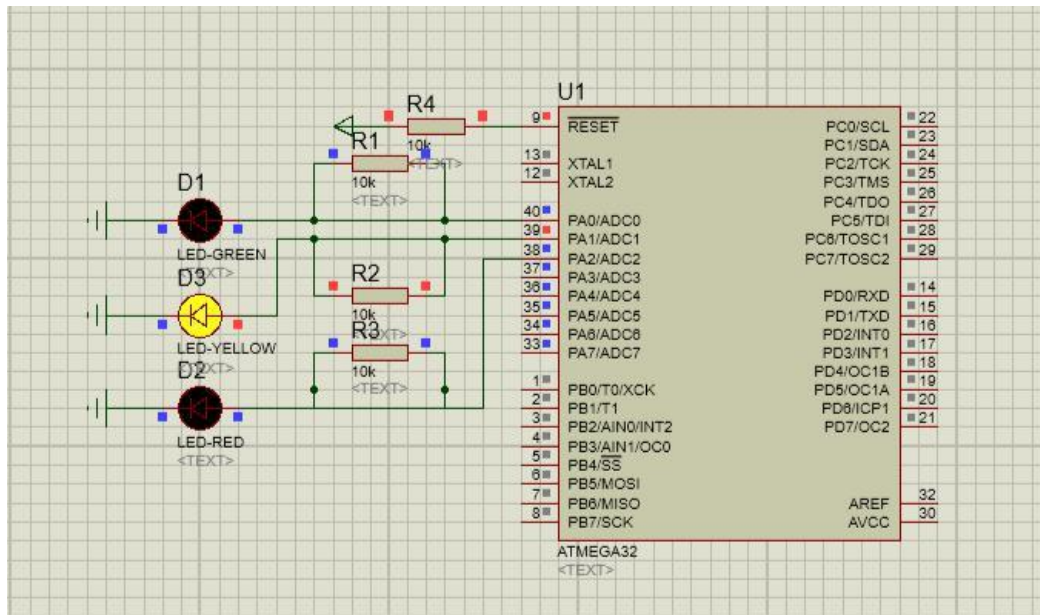 U1
R4
10k
<TEXT>
R1
10k
<TEXT>
D1
LED-GREEN
<TEXT>
D3
LED-YELLOW
<TEXT>
D2
LED-RED
<TEXT>
R2
10k
<TEXT>
R3
10k
<TEXT>
9 RESET
13 XTAL1
12 XTAL2
40 PA0/ADC0
39 PA1/ADC1
38 PA2/ADC2
37 PA3/ADC3
36 PA4/ADC4
35 PA5/ADC5
34 PA6/ADC6
33 PA7/ADC7
1 PB0/T0/XCK
2 PB1/T1
3 PB2/AIN0/INT2
4 PB3/AIN1/OC0
5 PB4/SS
6 PB5/MOSI
7 PB6/MISO
8 PB7/SCK
PC0/SCL 22
PC1/SDA 23
PC2/TCK 24
PC3/TMS 25
PC4/TDO 26
PC5/TDI 27
PC6/TOSC1 28
PC7/TOSC2 29
PD0/RXD 14
PD1/TXD 15
PD2/INT0 16
PD3/INT1 17
PD4/OC1B 18
PD5/OC1A 19
PD6/ICP1 20
PD7/OC2 21
AREF 32
AVCC 30
ATMEGA32
<TEXT>